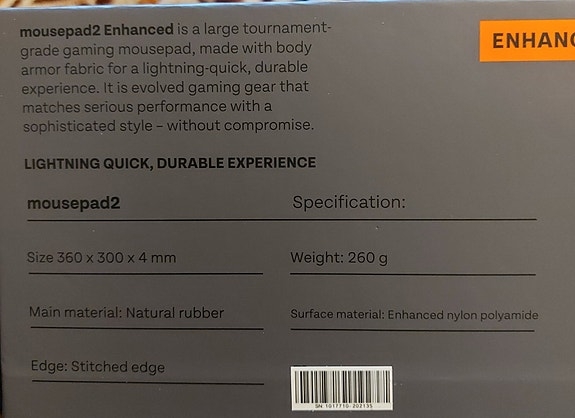 mousepad2 Enhanced is a large tournament-
grade gaming mousepad, made with body
armor fabric for a lightning-quick, durable
experience. It is evolved gaming gear that
matches serious performance with a
sophisticated style – without compromise.
ENHANC
LIGHTNING QUICK, DURABLE EXPERIENCE
mousepad2
Specification:
Size 360 x 300 x 4 mm
Weight: 260 g
Main material: Natural rubber
Surface material: Enhanced nylon polyamide
Edge: Stitched edge
SN 1017710-202135